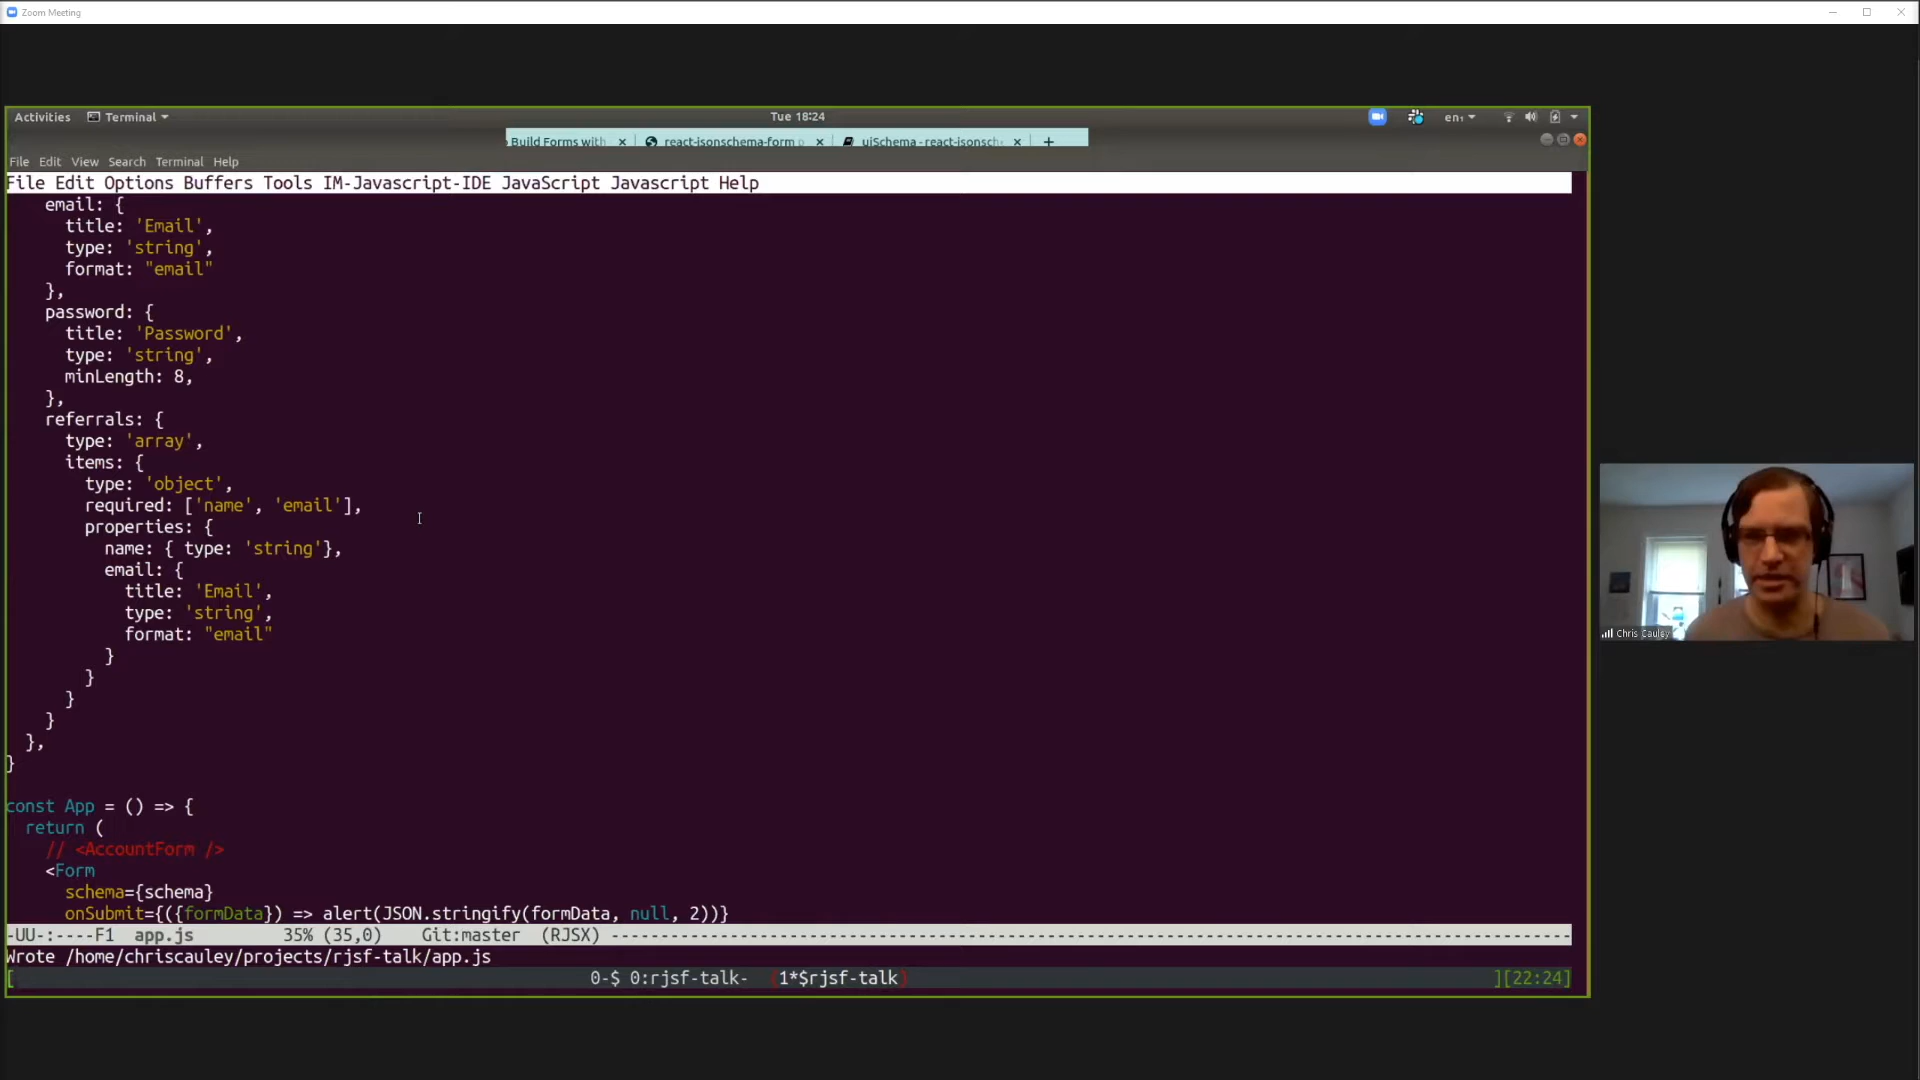 Zoom Meeting
Activities Terminal Tue 18:24 en₁
Build Forms with × react-jsonschema-form p × uiSchema - react-jsonsch × +
File Edit View Search Terminal Help
File Edit Options Buffers Tools IM-Javascript-IDE JavaScript Javascript Help
email: {
title: 'Email',
type: 'string',
format: "email"
},
password: {
title: 'Password',
type: 'string',
minLength: 8,
},
referrals: {
type: 'array',
items: {
type: 'object',
required: ['name', 'email'],
properties: {
name: { type: 'string'},
email: {
title: 'Email',
type: 'string',
format: "email"
}
}
}
}
},
}
const App = () => {
return (
// <AccountForm />
<Form
schema={schema}
onSubmit={({formData}) => alert(JSON.stringify(formData, null, 2))}
-UU-:----F1 app.js 35% (35,0) Git:master (RJSX) ----------------------------------------
Wrote /home/chriscauley/projects/rjsf-talk/app.js
[ 0-$ 0:rjsf-talk- (1*$rjsf-talk) ][22:24]
Chris Cauley